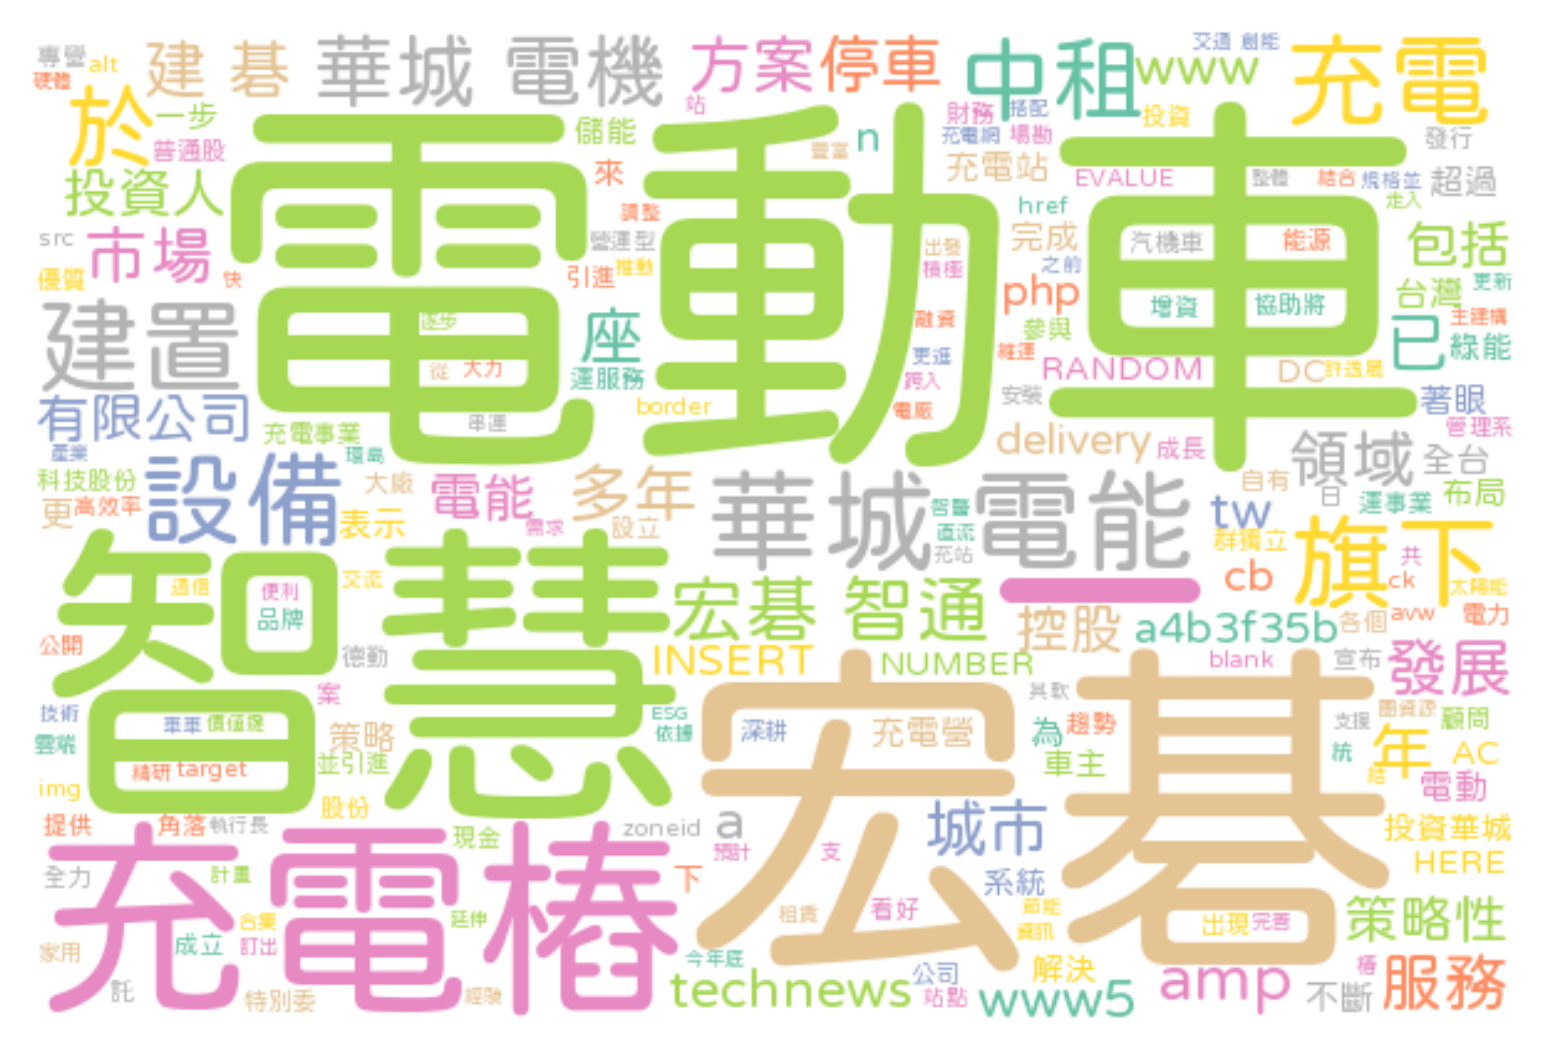 專營
alt
硬體
建 碁
華城 電機
方案
停車
中租
www
交通 創能
充電
於
一步
普通股
投資人
儲能
來
調整
站
豐富
n
財務
搭配
充電網
場勘
投資
發行
充電站
EVALUE
整體
結合
規格並
走入
超過
電動車
src
市場
優質
快
營運型
引進
推動
href
完成
之前
出發
積極
汽機車
能源
包括
php
增資
協助將
台灣
更新
建置
逐步
從
大力
座
運服務
融資
更進
跨入
電廠
參與
維運
RANDOM
DC
已
主建構
綠能
有限公司
產業
充電事業
環島
串連
border
安裝
著眼
管理系
科技股份
設備
大廠
更
高效率
表示
電能
需求
多年
設立
delivery
成長
領域
全台
華城 電能
智慧
直流
充站
自有
日
運事業
布局
tw
群獨立
旗下
共
ck
太陽能
通信
便利
品牌
交流
宏碁 智通
控股
cb
a4b3f35b
各個
avw
電力
公開
德勤
案
INSERT
NUMBER
blank
宣布
發展
技術
雲端
車車
策略
並引進
ESG
依據
宏碁
深耕
充電營
其軟
為
趨勢
車主
支援
統
團資源
顧問
年
AC
結
電動
img
精研
target
提供
角落
執行長
股份
現金
zoneid
a
預計
支
城市
投資華城
HERE
充電樁
全力
計畫
下
系統
租賃
看好
節能
資訊
出現
完善
策略性
家用
成立
合集
訂出
延伸
託
特別委
經驗
今年底
technews
公司
站點
www5
解決
amp
樁
不斷
服務